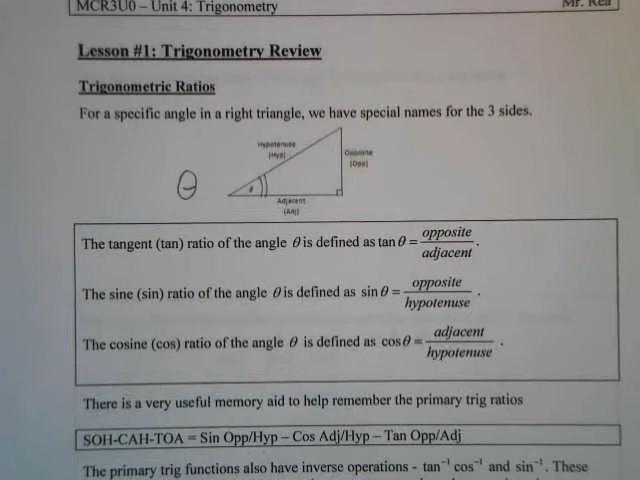 MCR3U0 – Unit 4: Trigonometry Mr. Rea
Lesson #1: Trigonometry Review
Trigonometric Ratios
For a specific angle in a right triangle, we have special names for the 3 sides.
Hypotenuse
(Hyp)
Opposite
(Opp)
θ
Adjacent
(Adj)
The tangent (tan) ratio of the angle θ is defined as tan θ = opposite/adjacent.
The sine (sin) ratio of the angle θ is defined as sin θ = opposite/hypotenuse.
The cosine (cos) ratio of the angle θ is defined as cos θ = adjacent/hypotenuse.
There is a very useful memory aid to help remember the primary trig ratios
SOH-CAH-TOA = Sin Opp/Hyp – Cos Adj/Hyp – Tan Opp/Adj
The primary trig functions also have inverse operations - tan⁻¹ cos⁻¹ and sin⁻¹. These